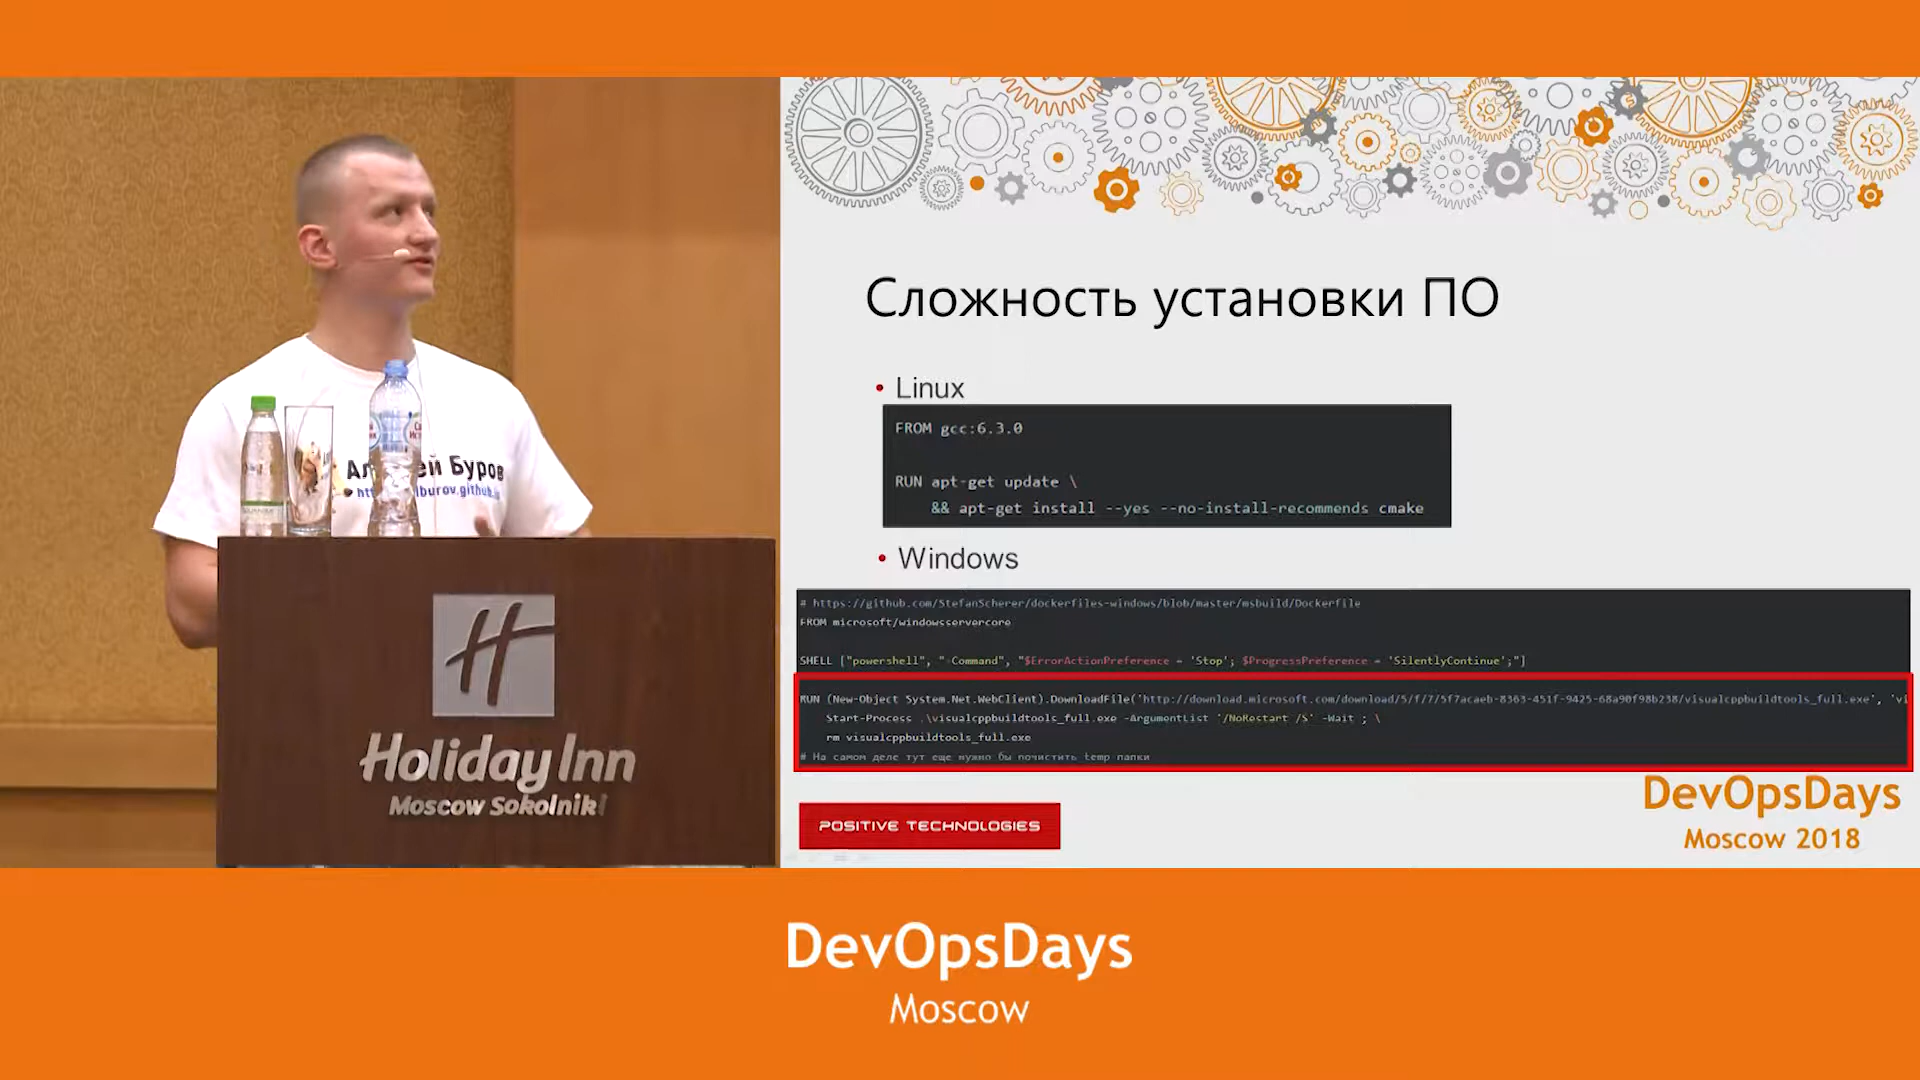 Сложность установки ПО
• Linux
FROM gcc:6.3.0
RUN apt-get update \
&& apt-get install --yes --no-install-recommends cmake
• Windows
# https://github.com/StefanScherer/dockerfiles-windows/blob/master/msbuild/Dockerfile
FROM microsoft/windowsservercore
SHELL ["powershell", "-Command", "$ErrorActionPreference = 'Stop'; $ProgressPreference = 'SilentlyContinue';"]
RUN (New-Object System.Net.WebClient).DownloadFile('http://download.microsoft.com/download/5/f/7/5f7acaeb-8363-451f-9425-68a90f98b238/visualcppbuildtools_full.exe', 'vi
Start-Process .\visualcppbuildtools_full.exe -ArgumentList '/NoRestart /S' -Wait ; \
rm visualcppbuildtools_full.exe
# На самом деле тут еще нужно бы почистить temp папки
POSITIVE TECHNOLOGIES
DevOpsDays
Moscow 2018
Буров
Holiday Inn
Moscow Sokolniki
DevOpsDays
Moscow